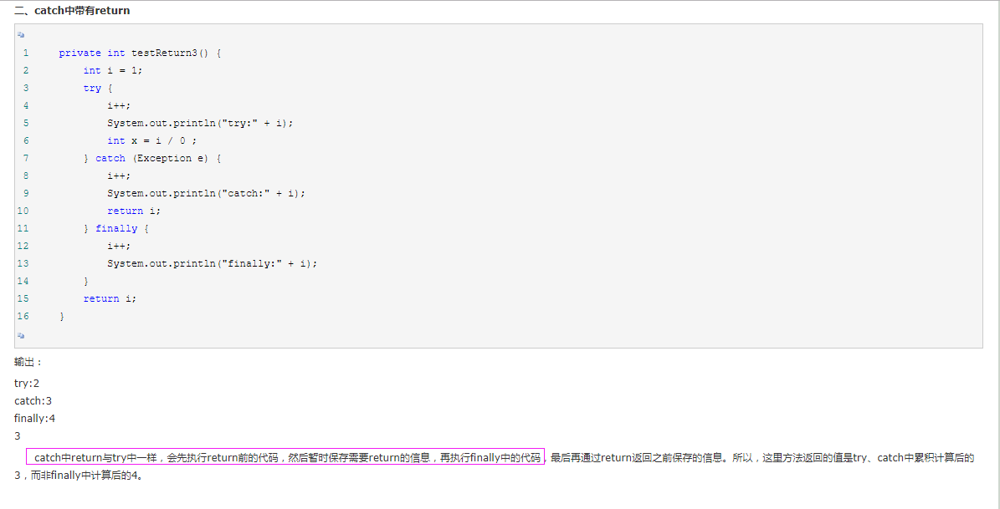 二、catch中带有return
1 private int testReturn3() {
2 int i = 1;
3 try {
4 i++;
5 System.out.println("try:" + i);
6 int x = i / 0 ;
7 } catch (Exception e) {
8 i++;
9 System.out.println("catch:" + i);
10 return i;
11 } finally {
12 i++;
13 System.out.println("finally:" + i);
14 }
15 return i;
16 }
输出：
try:2
catch:3
finally:4
3
catch中return与try中一样，会先执行return前的代码，然后暂时保存需要return的信息，再执行finally中的代码，最后再通过return返回之前保存的信息。所以，这里方法返回的值是try、catch中累积计算后的
3，而非finally中计算后的4。